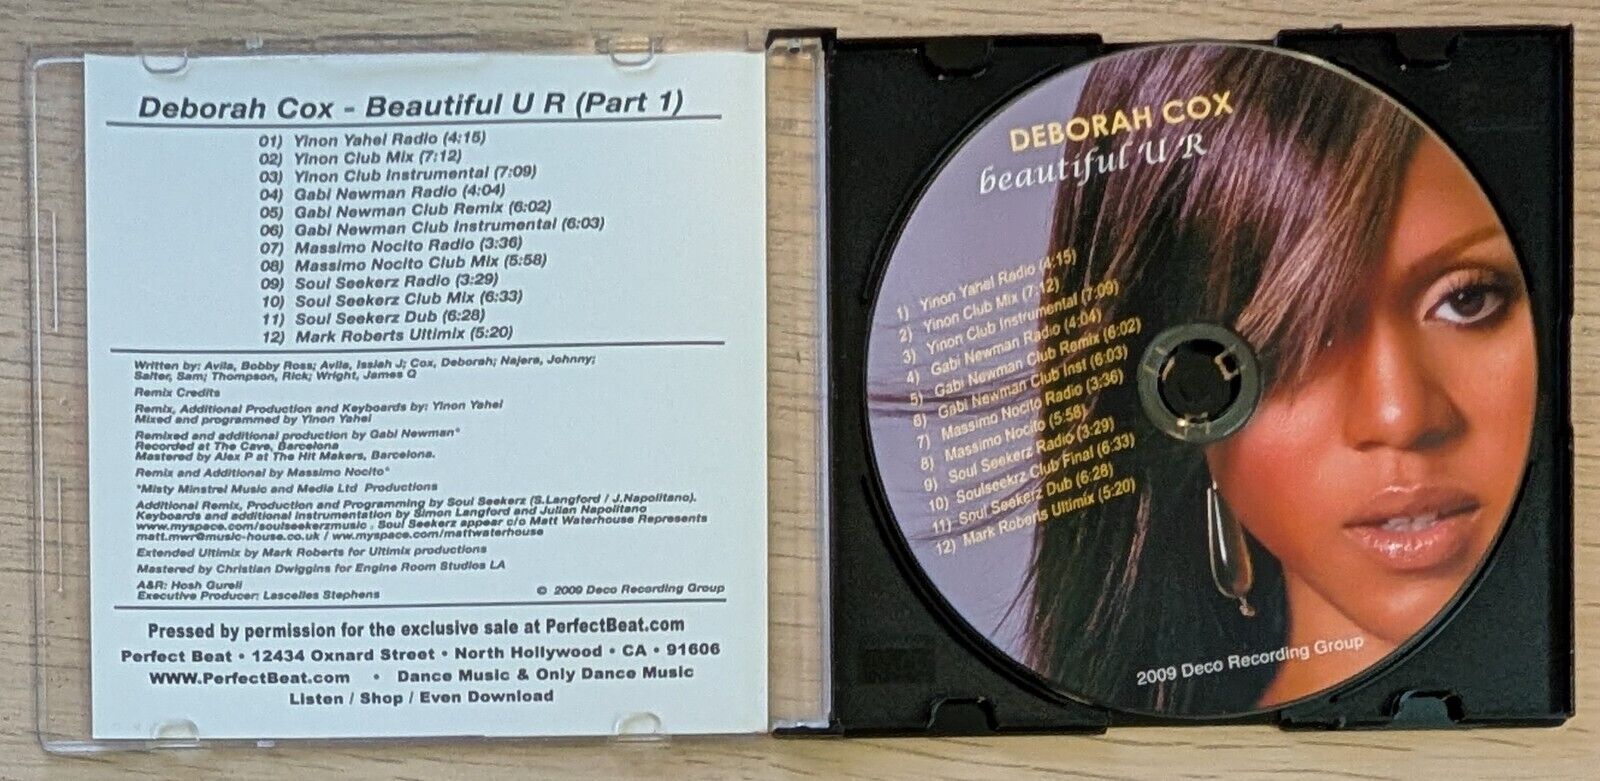 Deborah Cox - Beautiful U R (Part 1)
01) Yinon Yahel Radio (4:15)
02) Yinon Club Mix (7:12)
03) Yinon Club Instrumental (7:09)
04) Gabi Newman Radio (4:04)
05) Gabi Newman Club Remix (6:02)
06) Gabi Newman Club Instrumental (6:03)
07) Massimo Nocito Radio (3:36)
08) Massimo Nocito Club Mix (5:58)
09) Soul Seekerz Radio (3:29)
10) Soul Seekerz Club Mix (6:33)
11) Soul Seekerz Dub (6:28)
12) Mark Roberts Ultimix (5:20)
Written by: Avila, Bobby Ross; Avila, Issiah J; Cox, Deborah; Najera, Johnny;
Salter, Sam; Thompson, Rick; Wright, James Q
Remix Credits
Remix, Additional Production and Keyboards by: Yinon Yahel
Mixed and programmed by Yinon Yahel
Remixed and additional production by Gabi Newman*
Recorded at The Cave, Barcelona
Mastered by Alex P at The Hit Makers, Barcelona.
Remix and Additional by Massimo Nocito*
*Misty Minstrel Music and Media Ltd Productions
Additional Remix, Production and Programming by Soul Seekerz (S.Langford / J.Napolitano).
Keyboards and additional instrumentation by Simon Langford and Julian Napolitano
www.myspace.com/soulseekerzmusic . Soul Seekerz appear c/o Matt Waterhouse Represents
matt.mwr@music-house.co.uk / ww.myspace.com/mattwaterhouse
Extended Ultimix by Mark Roberts for Ultimix productions
Mastered by Christian Dwiggins for Engine Room Studios LA
A&R: Hosh Gureli
Executive Producer: Lascelles Stephens
© 2009 Deco Recording Group
Pressed by permission for the exclusive sale at PerfectBeat.com
Perfect Beat • 12434 Oxnard Street • North Hollywood • CA • 91606
WWW.PerfectBeat.com • Dance Music & Only Dance Music
Listen / Shop / Even Download
DEBORAH COX
beautiful U R
1) Yinon Yahel Radio (4:15)
2) Yinon Club Mix (7:12)
3) Yinon Club Instrumental (7:09)
4) Gabi Newman Radio (4:04)
5) Gabi Newman Club Remix (6:02)
6) Gabi Newman Club Inst (6:03)
7) Massimo Nocito Radio (3:36)
8) Massimo Nocito (5:58)
9) Soul Seekerz Radio (3:29)
10) Soulseekrz Club Final (6:33)
11) Soul Seekerz Dub (6:28)
12) Mark Roberts Ultimix (5:20)
2009 Deco Recording Group